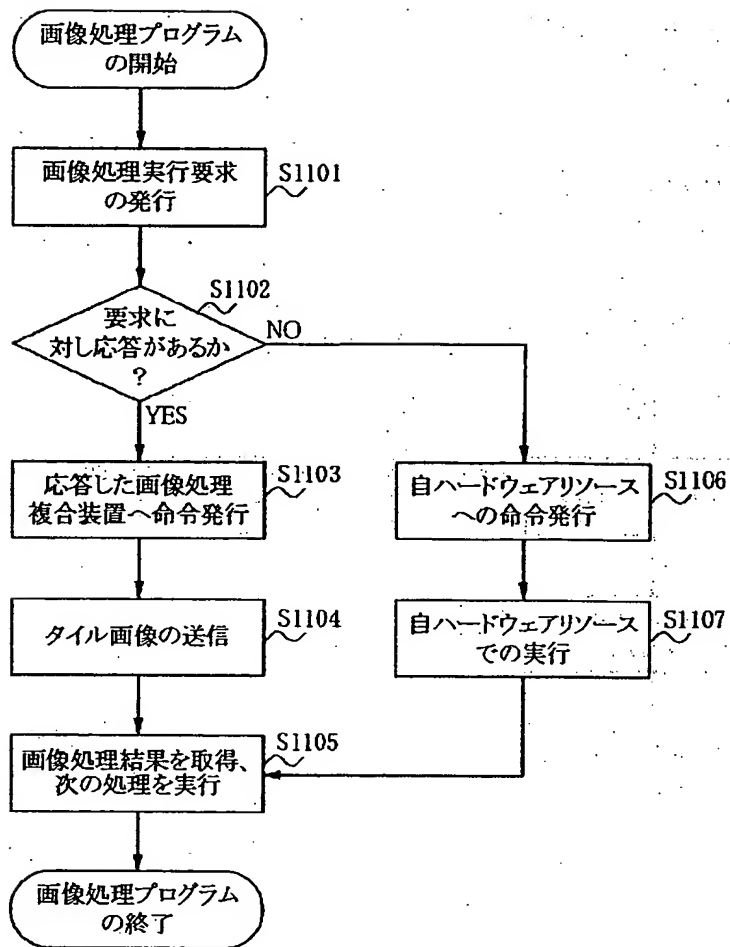 画像処理プログラム
の開始
画像処理実行要求
の発行
S1101
S1102
要求に
対し応答があるか
?
NO
YES
応答した画像処理
複合装置へ命令発行
S1103
自ハードウェアリソース
への命令発行
S1106
タイル画像の送信
S1104
自ハードウェアリソース
での実行
S1107
画像処理結果を取得、
次の処理を実行
S1105
画像処理プログラム
の終了